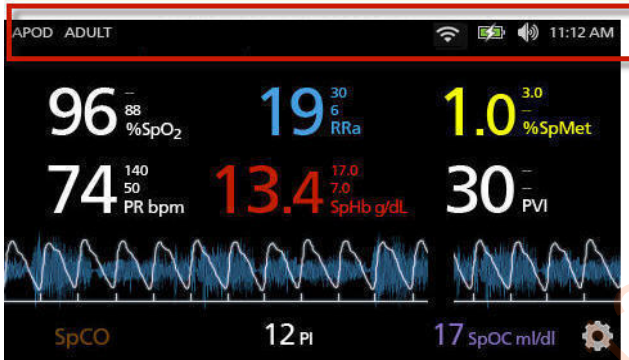 APOD ADULT 11:12 AM
96 -- 88 %SpO₂ 19 30 6 RRa 1.0 3.0 -- %SpMet
74 140 50 PR bpm 13.4 17.0 7.0 SpHb g/dL 30 -- -- PVI
SpCO 12 PI 17 SpOC ml/dl